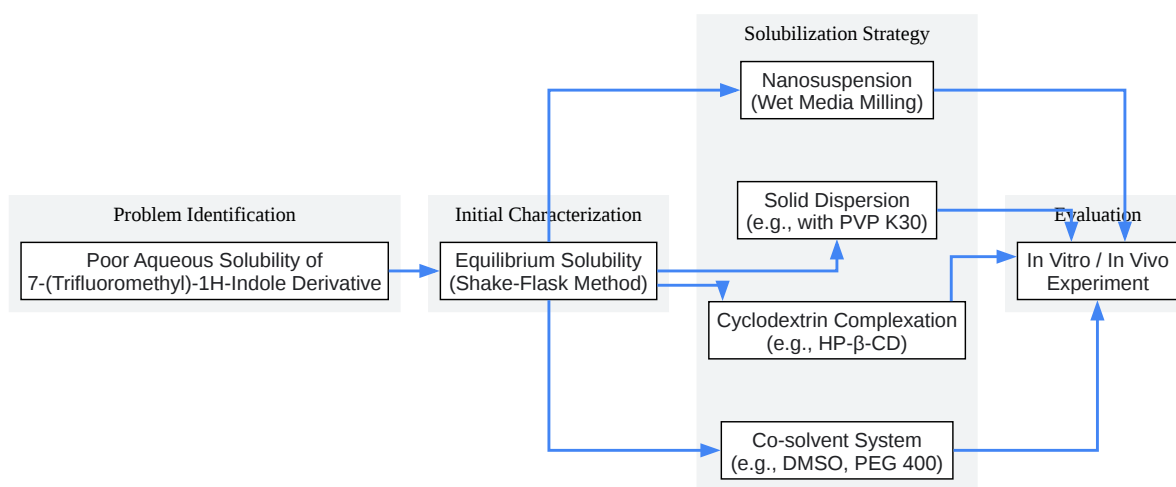 Solubilization Strategy
Nanosuspension
(Wet Media Milling)
Problem Identification
Initial Characterization
Solid Dispersion
(e.g., with PVP K30)
Evaluation
Poor Aqueous Solubility of
7-(Trifluoromethyl)-1H-Indole Derivative
Equilibrium Solubility
(Shake-Flask Method)
In Vitro / In Vivo
Experiment
Cyclodextrin Complexation
(e.g., HP-β-CD)
Co-solvent System
(e.g., DMSO, PEG 400)